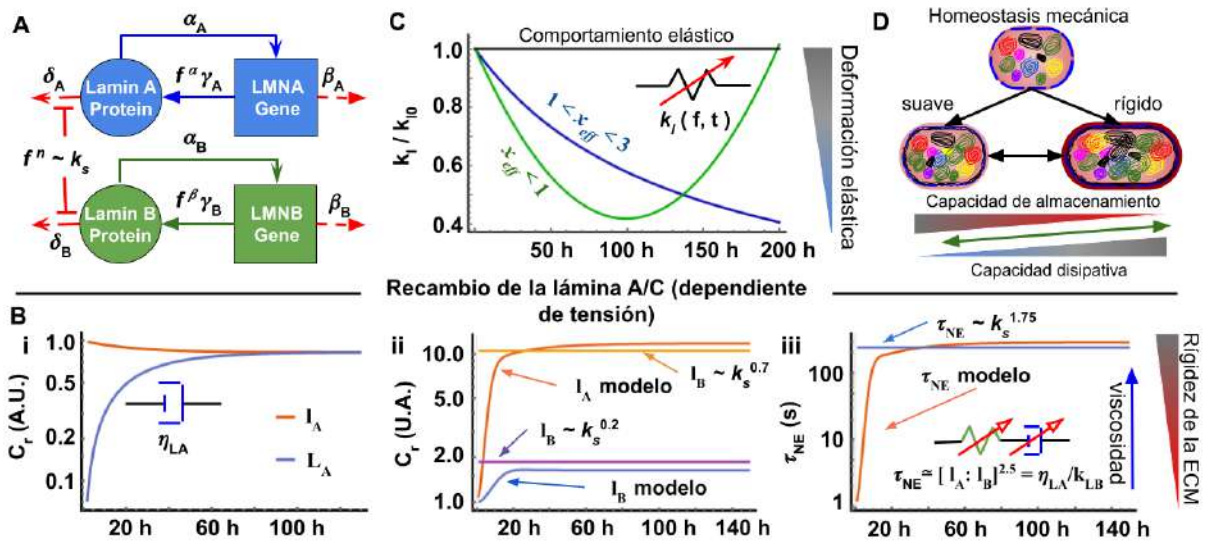 A
α_A
δ_A
Lamin A
Protein
f^α γ_A
LMNA
Gene
β_A
f^n ~ k_s
α_B
Lamin B
Protein
f^β γ_B
LMNB
Gene
β_B
δ_B
C
Comportamiento elástico
k_l / k_l0
1.0
0.8
0.6
0.4
k_l ( f, t )
1 < x_eff < 3
x_eff < 1
50 h
100 h
150 h
200 h
Deformación elástica
D
Homeostasis mecánica
suave
rígido
Capacidad de almacenamiento
Capacidad disipativa
Recambio de la lámina A/C (dependiente
de tensión)
B
i
C_r (A.U.)
1.0
0.5
0.2
0.1
η_LA
l_A
L_A
20 h
60 h
100 h
ii
C_r (U.A.)
10.0
5.0
2.0
1.0
l_B ~ k_s^0.7
l_A modelo
l_B ~ k_s^0.2
l_B modelo
20 h
60 h
100 h
140 h
iii
τ_NE (s)
100
10
1
τ_NE ~ k_s^1.75
τ_NE modelo
τ_NE ≃ [ l_A: l_B]^2.5 = η_LA/k_LB
viscosidad
20 h
60 h
100 h
140 h
Rigidez de la ECM